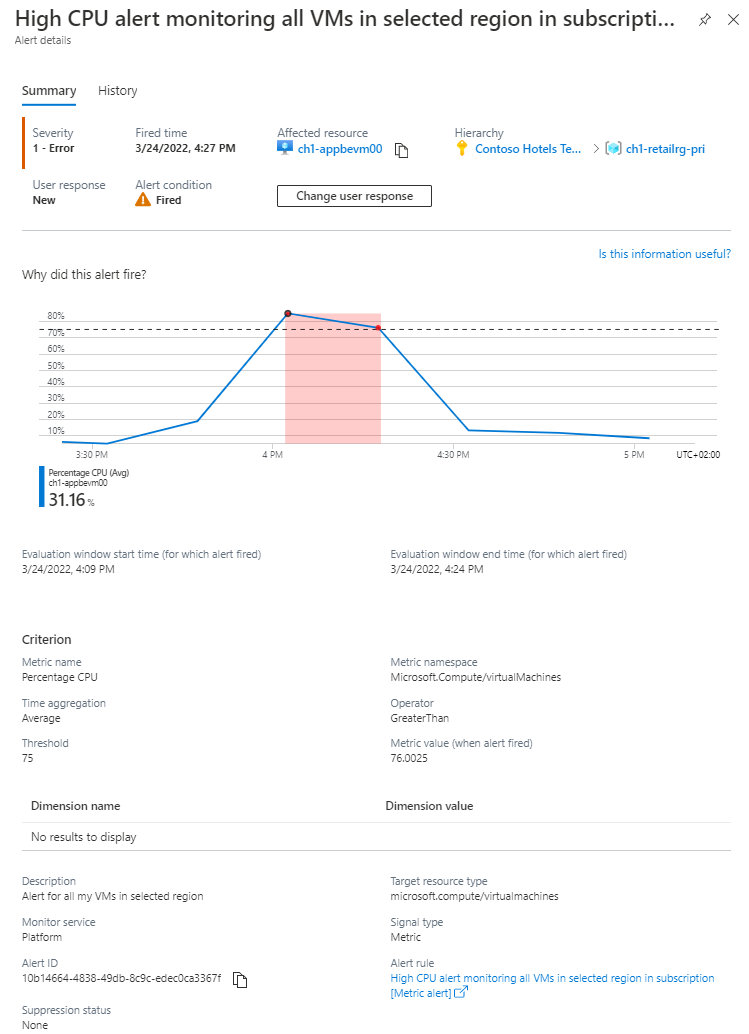 High CPU alert monitoring all VMs in selected region in subscripti...
Alert details
Summary History
Severity Fired time Affected resource Hierarchy
1 - Error 3/24/2022, 4:27 PM ch1-appbevm00 Contoso Hotels Te... > ch1-retailrg-pri
User response Alert condition
New Fired Change user response
Is this information useful?
Why did this alert fire?
80%
70%
60%
50%
40%
30%
20%
10%
3:30 PM 4 PM 4:30 PM 5 PM UTC+02:00
Percentage CPU (Avg)
ch1-appbevm00
31.16 %
Evaluation window start time (for which alert fired) Evaluation window end time (for which alert fired)
3/24/2022, 4:09 PM 3/24/2022, 4:24 PM
Criterion
Metric name Metric namespace
Percentage CPU Microsoft.Compute/virtualMachines
Time aggregation Operator
Average GreaterThan
Threshold Metric value (when alert fired)
75 76.0025
Dimension name Dimension value
No results to display
Description Target resource type
Alert for all my VMs in selected region microsoft.compute/virtualmachines
Monitor service Signal type
Platform Metric
Alert ID Alert rule
10b14664-4838-49db-8c9c-edec0ca3367f High CPU alert monitoring all VMs in selected region in subscription
[Metric alert]
Suppression status
None